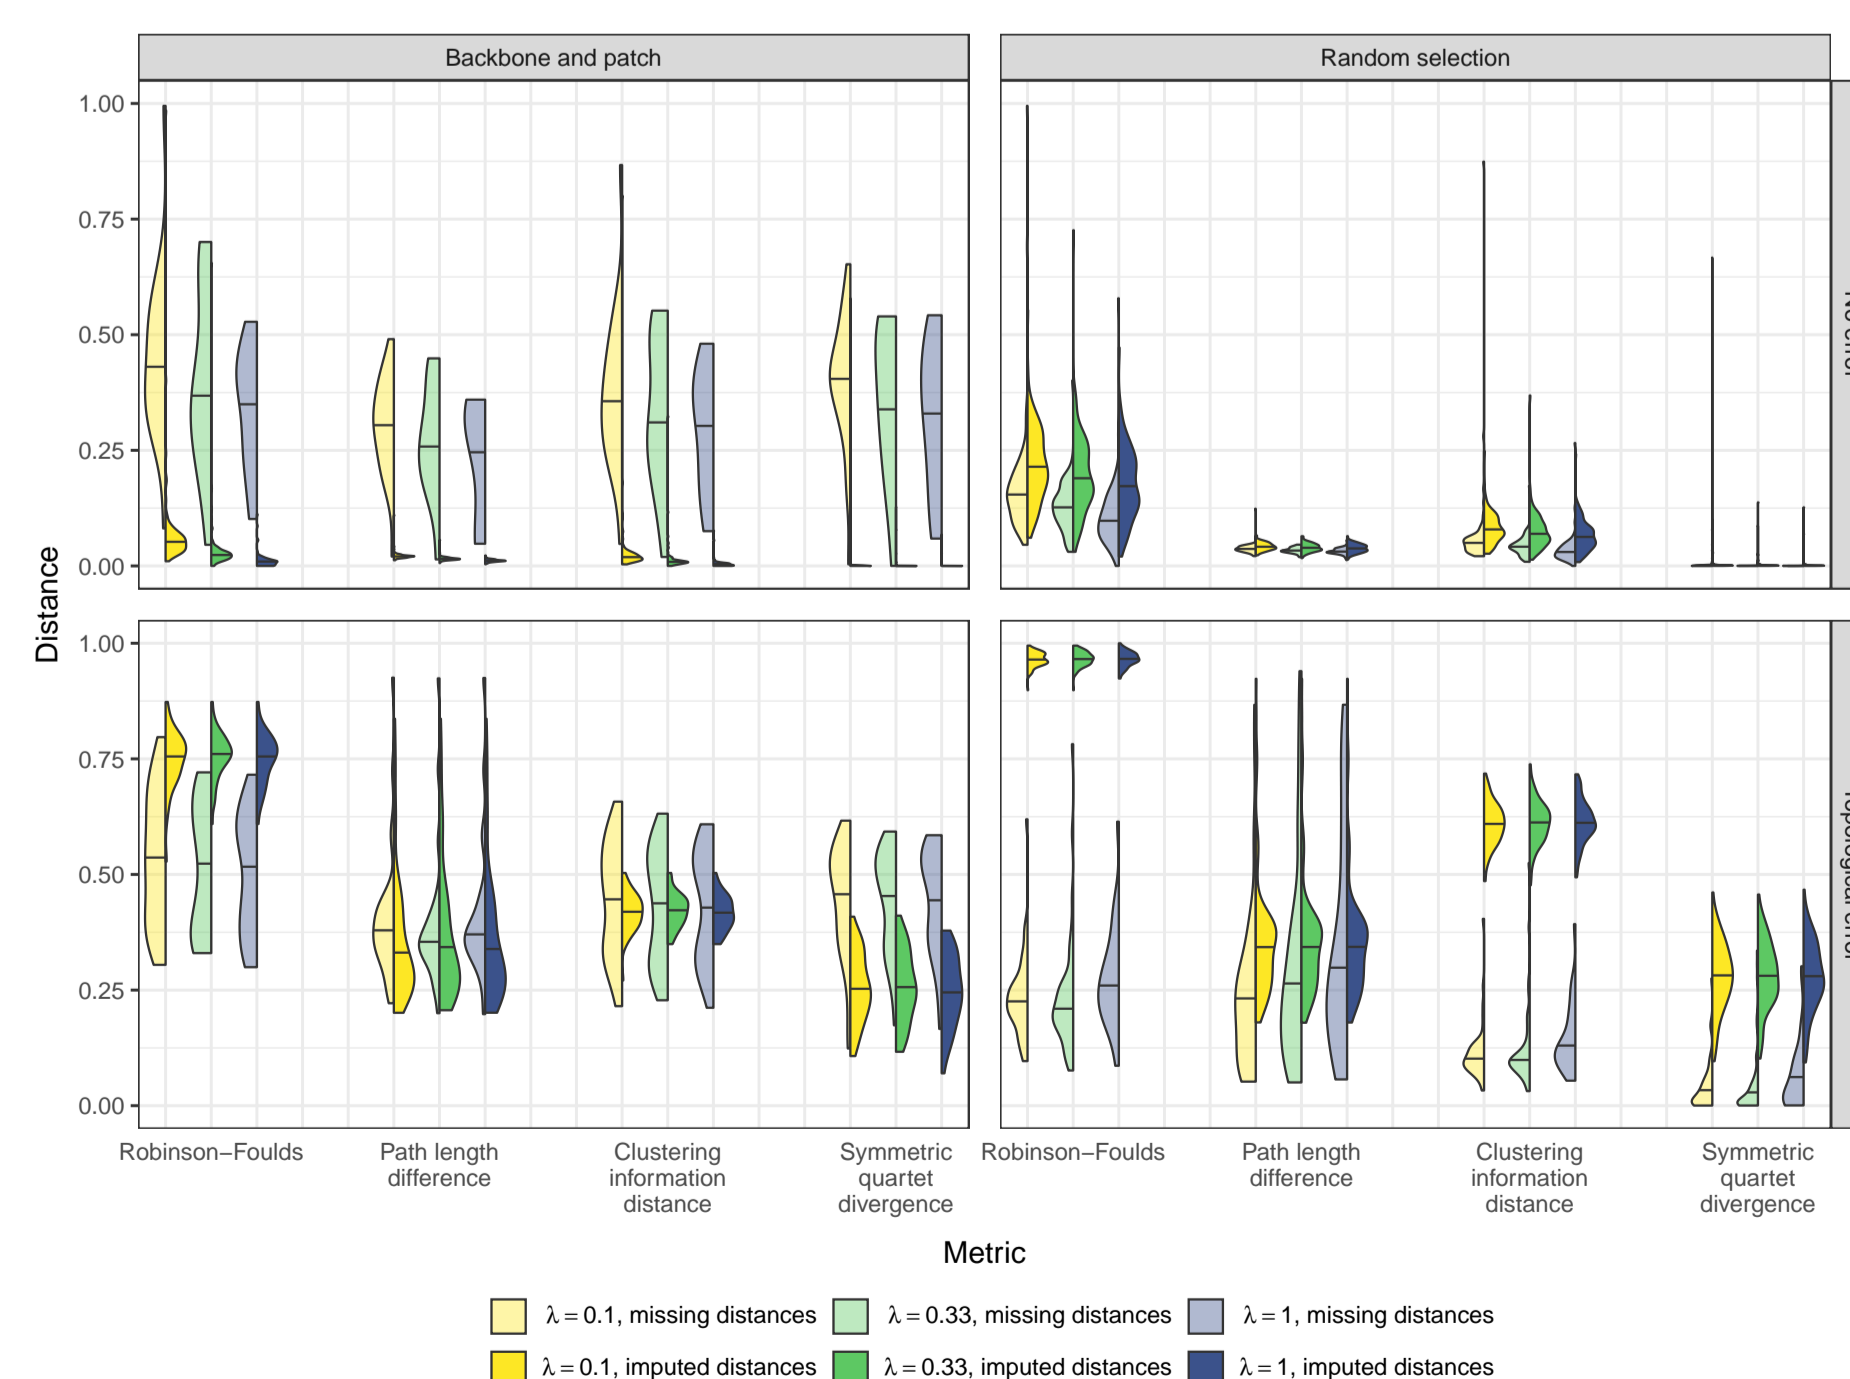 Backbone and patch
Random selection
1.00
0.75
0.50
0.25
0.00
1.00
0.75
0.50
0.25
0.00
Distance
Robinson−Foulds
Path length
difference
Clustering
information
distance
Symmetric
quartet
divergence
Robinson−Foulds
Path length
difference
Clustering
information
distance
Symmetric
quartet
divergence
Metric
λ = 0.1, missing distances
λ = 0.33, missing distances
λ = 1, missing distances
λ = 0.1, imputed distances
λ = 0.33, imputed distances
λ = 1, imputed distances